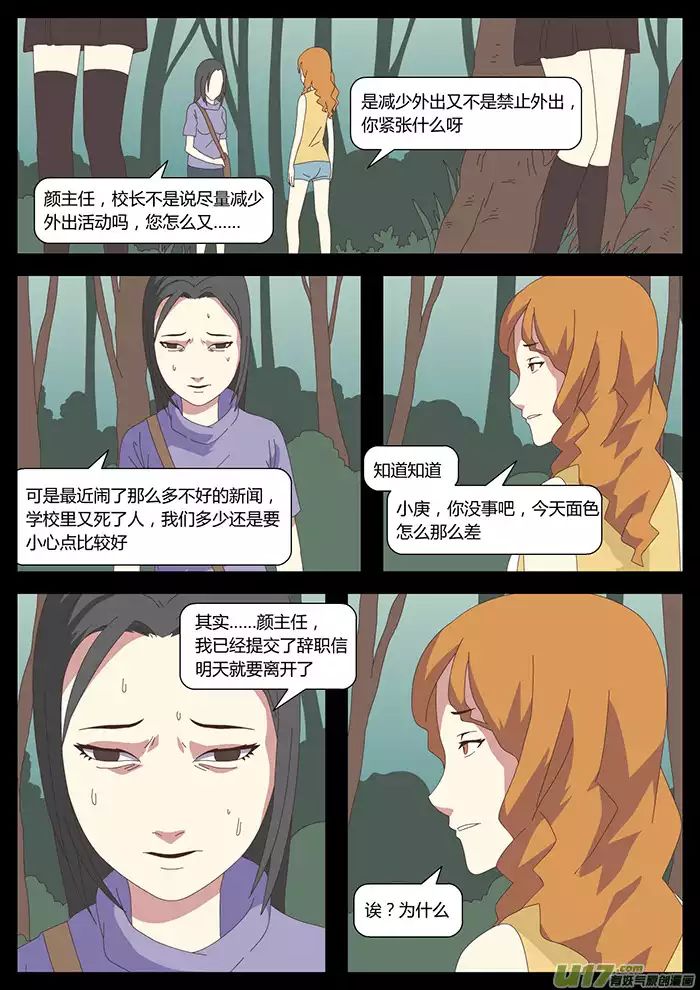 颜主任，校长不是说尽量减少
外出活动吗，您怎么又……
是减少外出又不是禁止外出，
你紧张什么呀
可是最近闹了那么多不好的新闻，
学校里又死了人，我们多少还是要
小心点比较好
知道知道
小庚，你没事吧，今天面色
怎么那么差
其实……颜主任，
我已经提交了辞职信
明天就要离开了
诶？为什么
U17.com
有妖气原创漫画